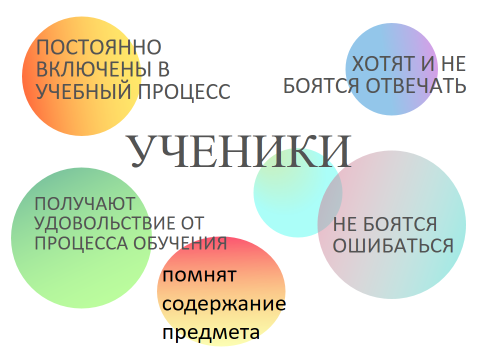 ПОСТОЯННО
ВКЛЮЧЕНЫ В
УЧЕБНЫЙ ПРОЦЕСС
ХОТЯТ И НЕ
БОЯТСЯ ОТВЕЧАТЬ
УЧЕНИКИ
ПОЛУЧАЮТ
УДОВОЛЬСТВИЕ ОТ
ПРОЦЕССА ОБУЧЕНИЯ
НЕ БОЯТСЯ
ОШИБАТЬСЯ
помнят
содержание
предмета